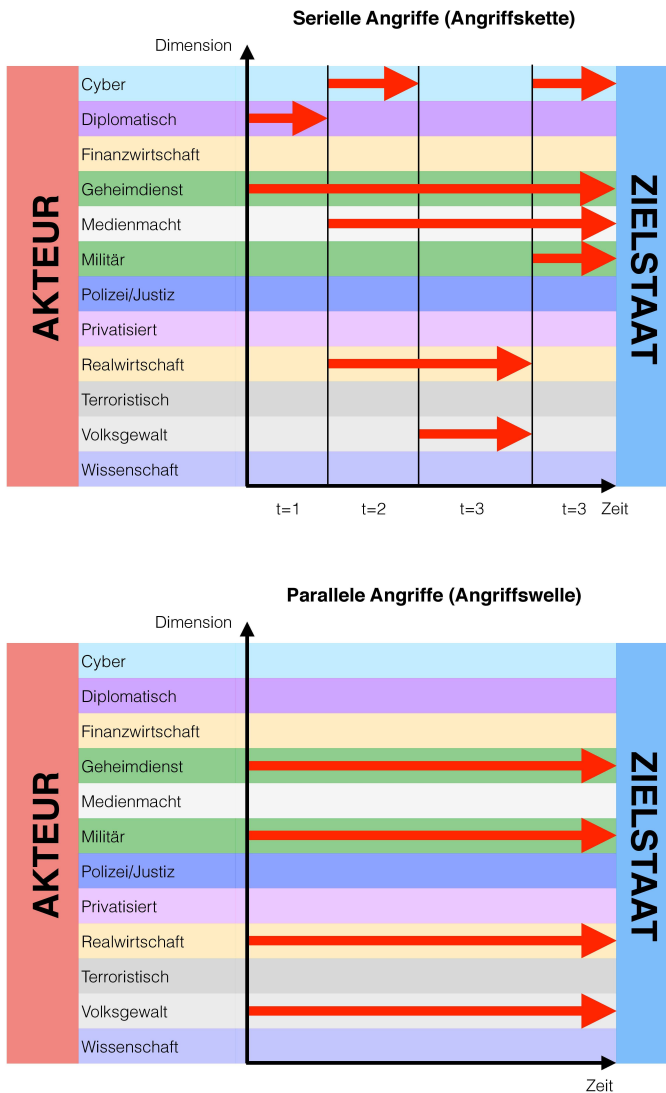 Serielle Angriffe (Angriffskette)
Dimension
AKTEUR
Cyber
Diplomatisch
Finanzwirtschaft
Geheimdienst
Medienmacht
Militär
Polizei/Justiz
Privatisiert
Realwirtschaft
Terroristisch
Volksgewalt
Wissenschaft
ZIELSTAAT
t=1 t=2 t=3 t=3 Zeit
Parallele Angriffe (Angriffswelle)
Dimension
AKTEUR
Cyber
Diplomatisch
Finanzwirtschaft
Geheimdienst
Medienmacht
Militär
Polizei/Justiz
Privatisiert
Realwirtschaft
Terroristisch
Volksgewalt
Wissenschaft
ZIELSTAAT
Zeit